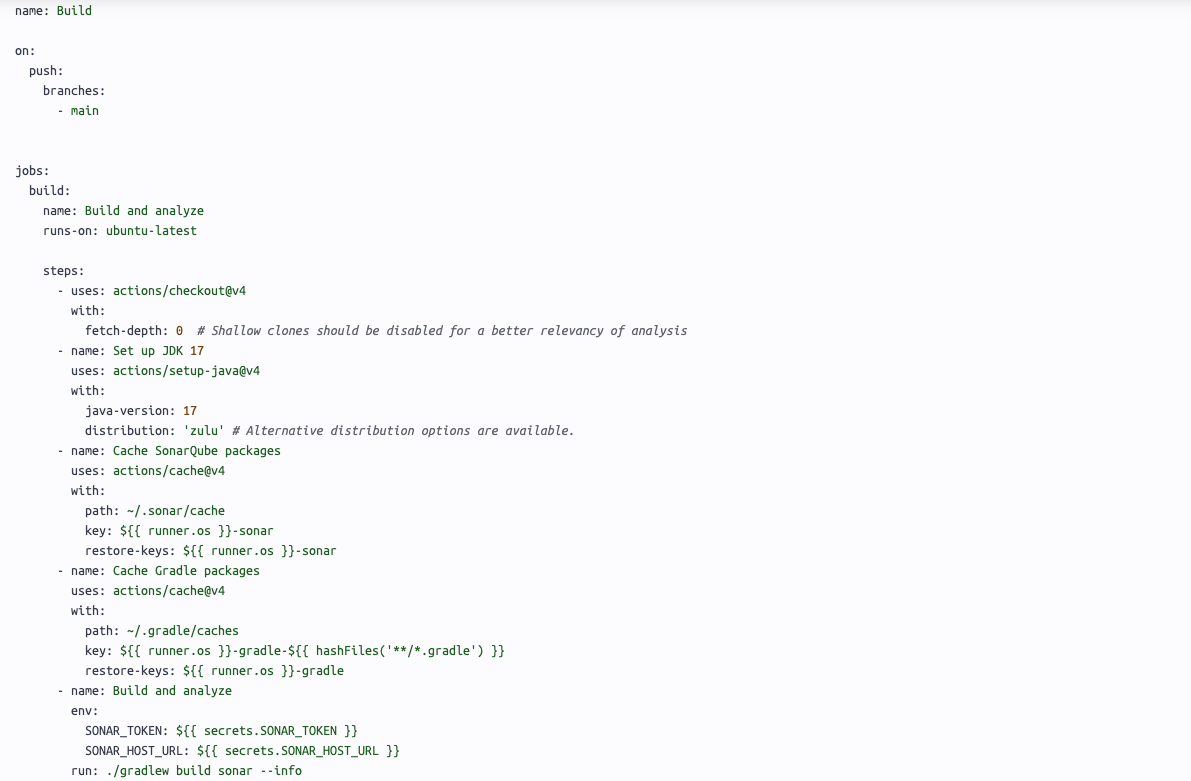 name: Build
on:
  push:
    branches:
      - main
jobs:
  build:
    name: Build and analyze
    runs-on: ubuntu-latest
    steps:
      - uses: actions/checkout@v4
        with:
          fetch-depth: 0  # Shallow clones should be disabled for a better relevancy of analysis
      - name: Set up JDK 17
        uses: actions/setup-java@v4
        with:
          java-version: 17
          distribution: 'zulu' # Alternative distribution options are available.
      - name: Cache SonarQube packages
        uses: actions/cache@v4
        with:
          path: ~/.sonar/cache
          key: ${{ runner.os }}-sonar
          restore-keys: ${{ runner.os }}-sonar
      - name: Cache Gradle packages
        uses: actions/cache@v4
        with:
          path: ~/.gradle/caches
          key: ${{ runner.os }}-gradle-${{ hashFiles('**/*.gradle') }}
          restore-keys: ${{ runner.os }}-gradle
      - name: Build and analyze
        env:
          SONAR_TOKEN: ${{ secrets.SONAR_TOKEN }}
          SONAR_HOST_URL: ${{ secrets.SONAR_HOST_URL }}
        run: ./gradlew build sonar --info